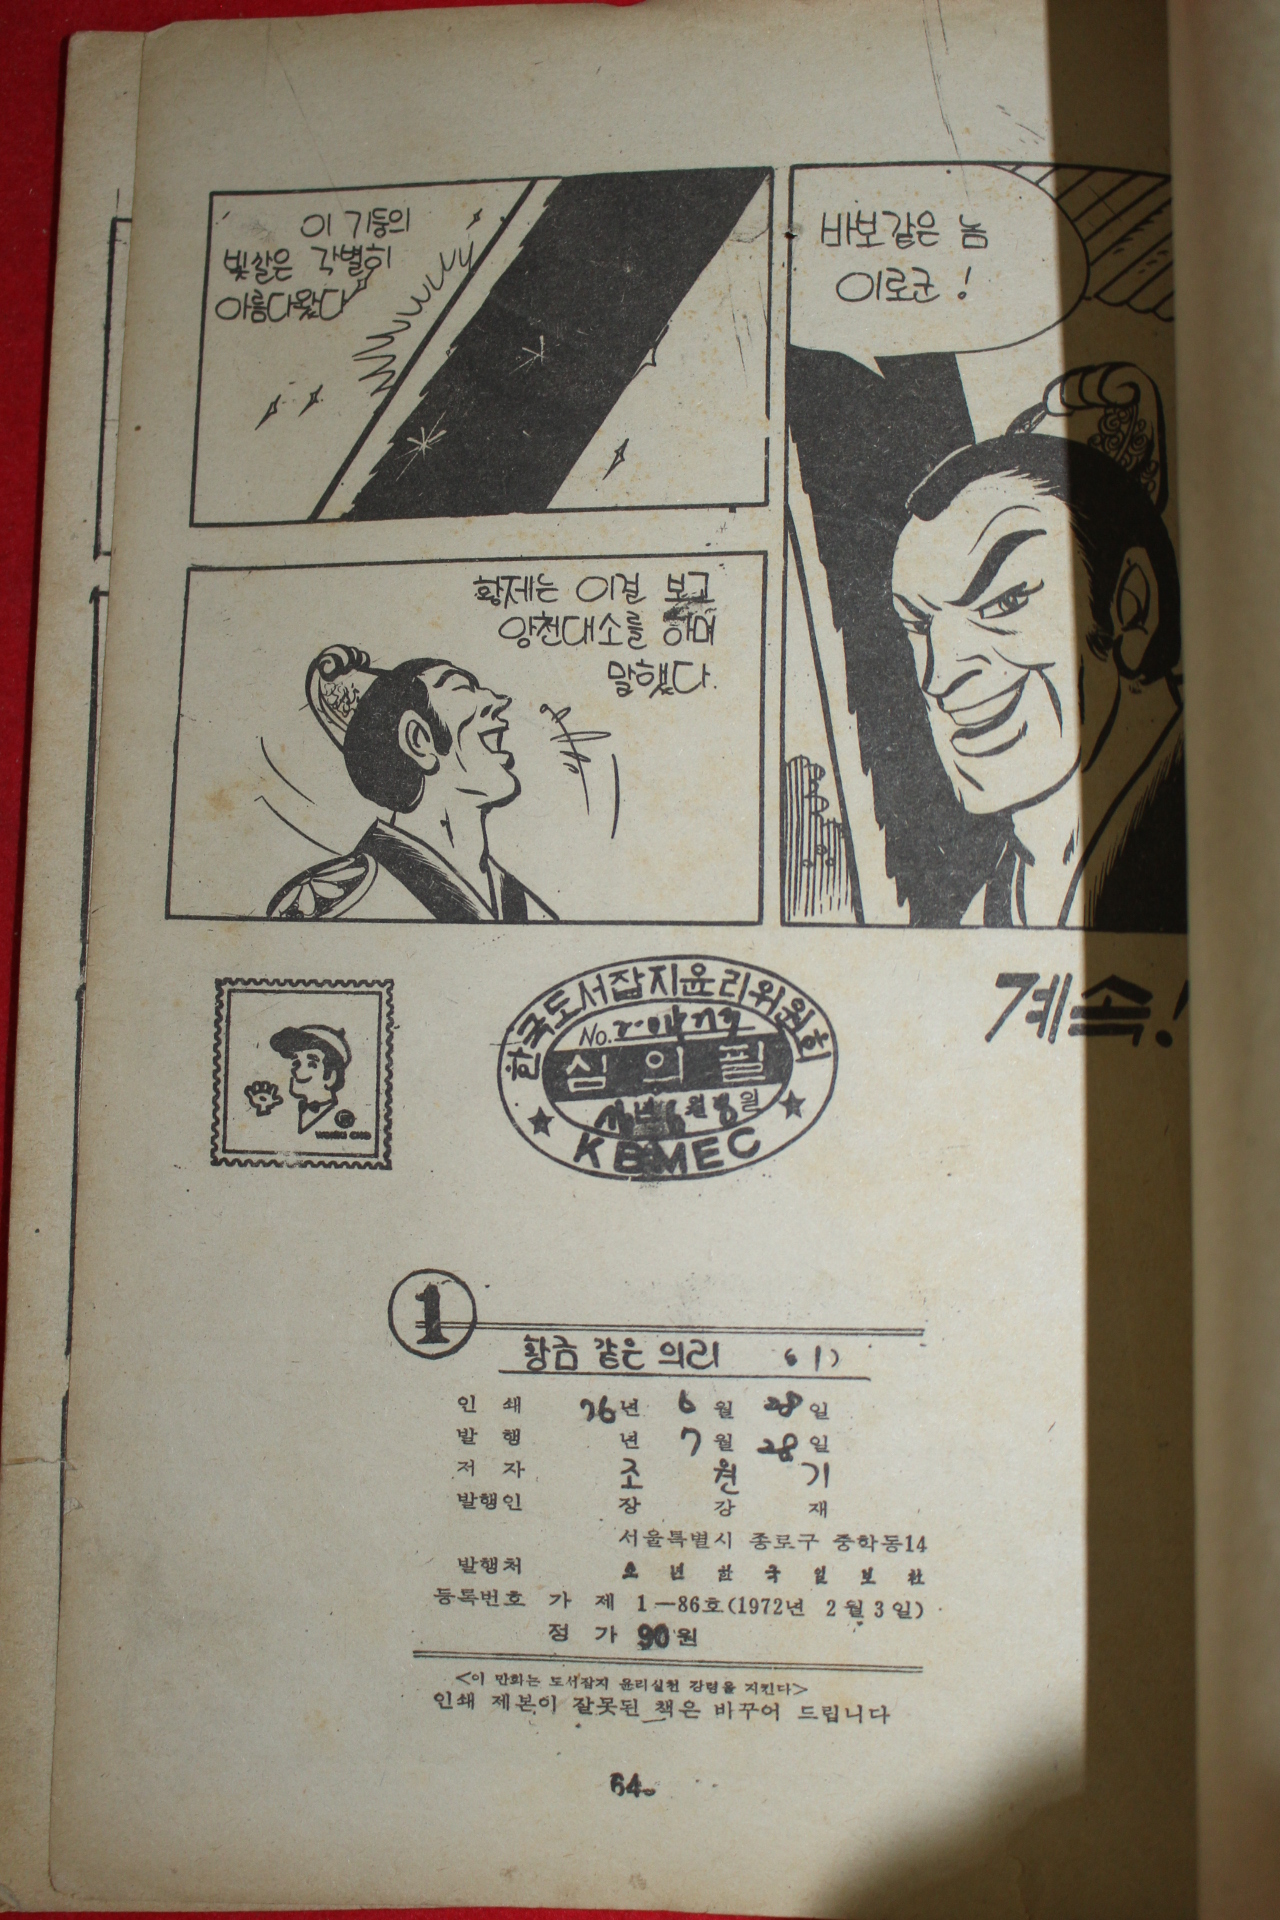 이 기둥의
빛살은 각별히
아름다왔다
황제는 이걸 보고
앙천대소를 하며
말했다.
바보같은 놈
이로군!
계속!
WONKI CHO
한국도서잡지윤리위원회
No.
심의필
KBMEC
1
황금 같은 의리 (1)
인 쇄 76년 6월 28일
발 행 년 7월 28일
저 자 조 원 기
발행인 장 강 재
서울특별시 종로구 중학동14
발행처 소 년 한 국 일 보 社
등록번호 가 제 1—86호(1972년 2월 3일)
정 가 90원
<이 만화는 도서잡지 윤리실천 강령을 지킨다>
인쇄 제본이 잘못된 책은 바꾸어 드립니다
64